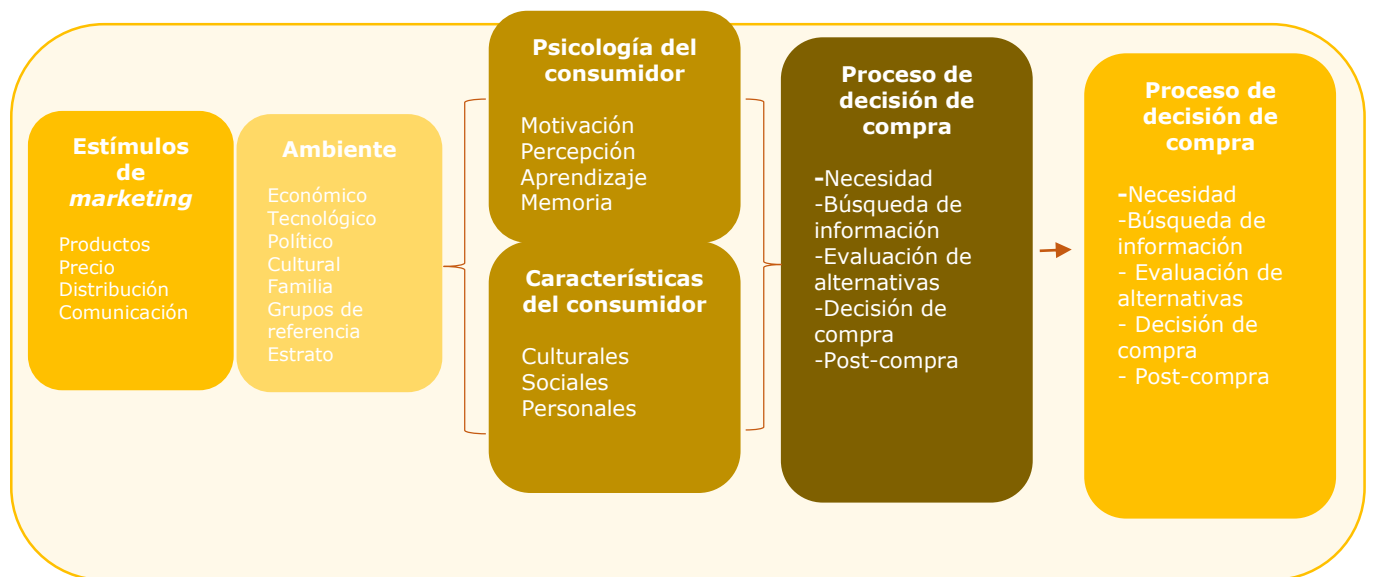 Estímulos
de
marketing
Productos
Precio
Distribución
Comunicación
Ambiente
Económico
Tecnológico
Político
Cultural
Familia
Grupos de
referencia
Estrato
Psicología del
consumidor
Motivación
Percepción
Aprendizaje
Memoria
Característicás
del consumidor
Culturales
Sociales
Personales
Proceso de
decisión de
compra
-Necesidad
-Búsqueda de
información
-Evaluación de
alternativas
-Decisión de
compra
-Post-compra
Proceso de
decisión de
compra
-Necesidad
-Búsqueda de
información
- Evaluación de
alternativas
- Decisión de
compra
- Post-compra